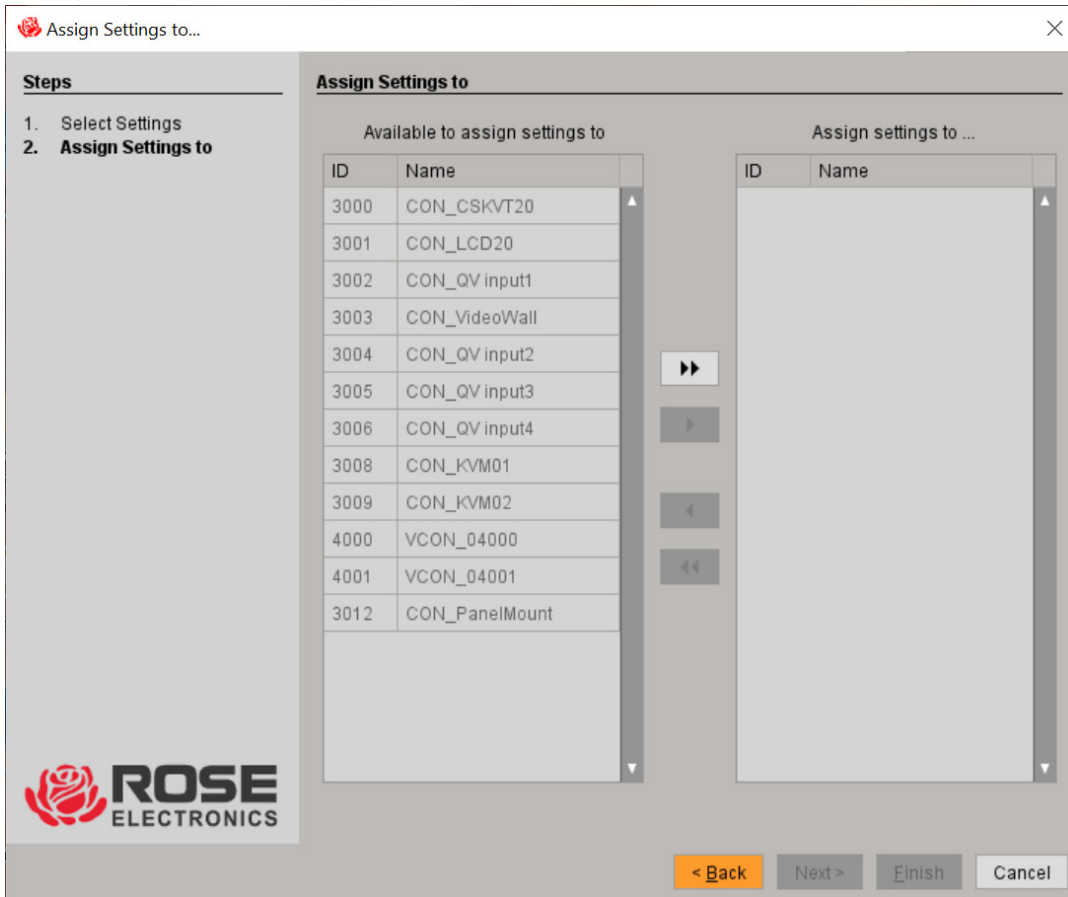 Assign Settings to...
Steps
1. Select Settings
2. Assign Settings to
Assign Settings to
Available to assign settings to
ID Name
3000 CON_CSKVT20
3001 CON_LCD20
3002 CON_QV input1
3003 CON_VideoWall
3004 CON_QV input2
3005 CON_QV input3
3006 CON_QV input4
3008 CON_KVM01
3009 CON_KVM02
4000 VCON_04000
4001 VCON_04001
3012 CON_PanelMount
Assign settings to ...
ID Name
ROSE
ELECTRONICS
< Back Next > Finish Cancel